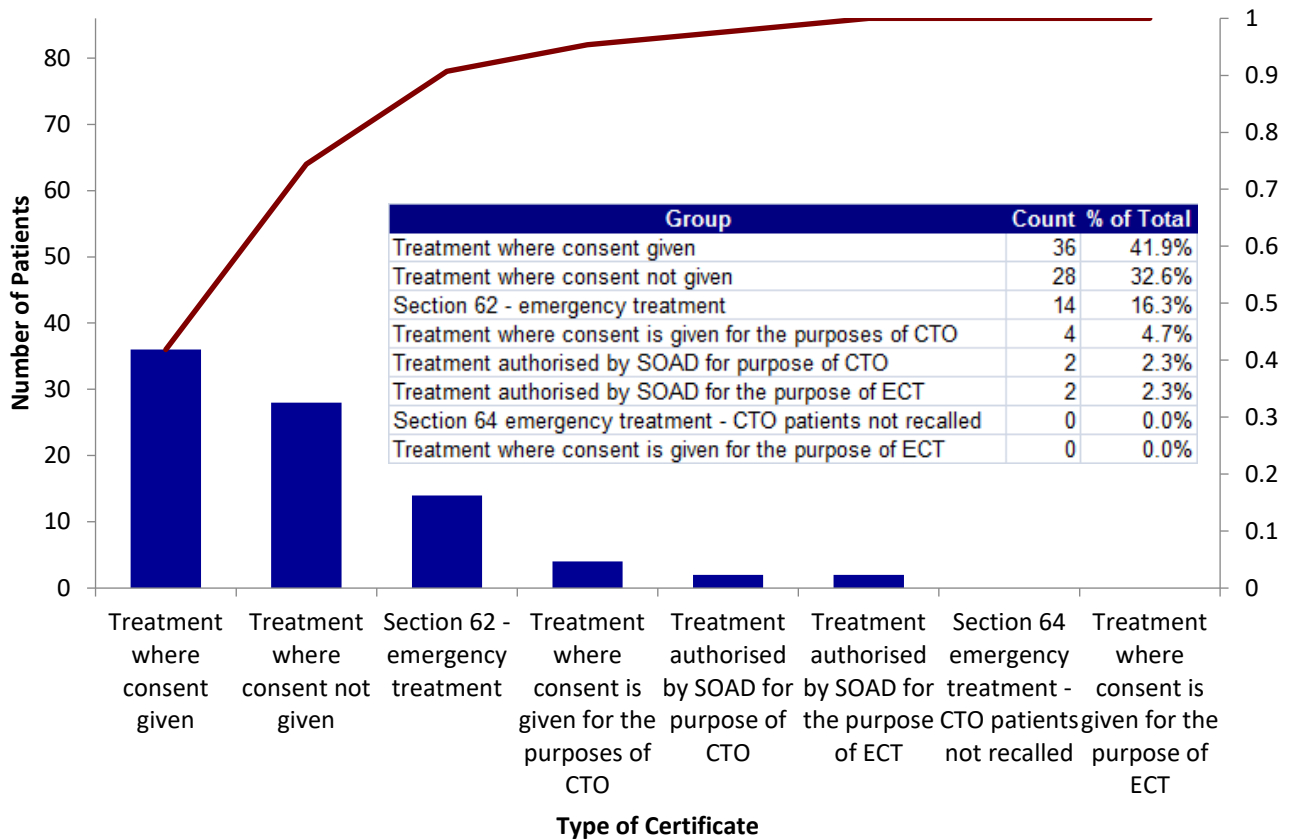 80
70
60
50
40
30
20
10
0
Number of Patients
1
0.9
0.8
0.7
0.6
0.5
0.4
0.3
0.2
0.1
0
Group Count % of Total
Treatment where consent given 36 41.9%
Treatment where consent not given 28 32.6%
Section 62 - emergency treatment 14 16.3%
Treatment where consent is given for the purposes of CTO 4 4.7%
Treatment authorised by SOAD for purpose of CTO 2 2.3%
Treatment authorised by SOAD for the purpose of ECT 2 2.3%
Section 64 emergency treatment - CTO patients not recalled 0 0.0%
Treatment where consent is given for the purpose of ECT 0 0.0%
Treatment
where
consent
given
Treatment
where
consent not
given
Section 62 -
emergency
treatment
Treatment
where
consent is
given for the
purposes of
CTO
Treatment
authorised
by SOAD for
purpose of
CTO
Treatment
authorised
by SOAD for
the purpose
of ECT
Section 64
emergency
treatment -
CTO patients
not recalled
Treatment
where
consent is
given for the
purpose of
ECT
Type of Certificate